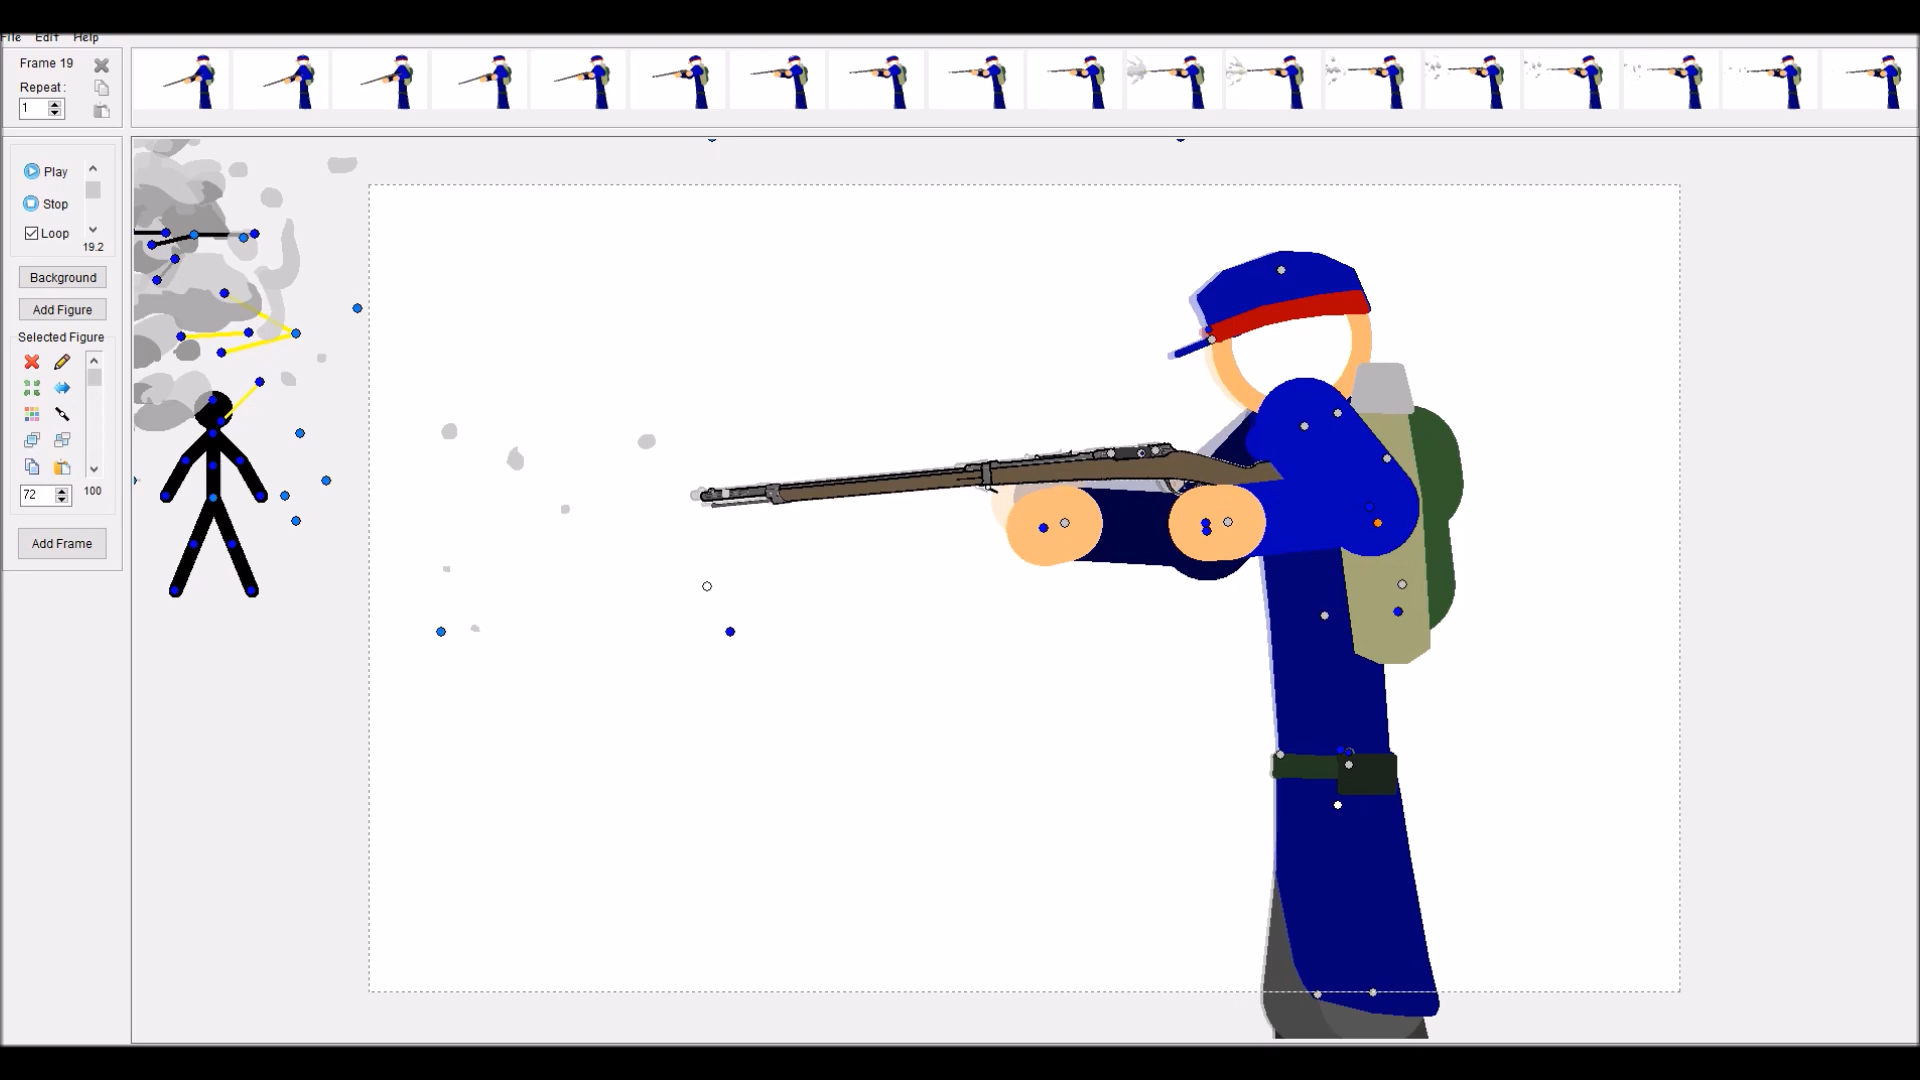 File Edit Help
Frame 19
Repeat :
1
Play
Stop
Loop
19.2
Background
Add Figure
Selected Figure
72
100
Add Frame